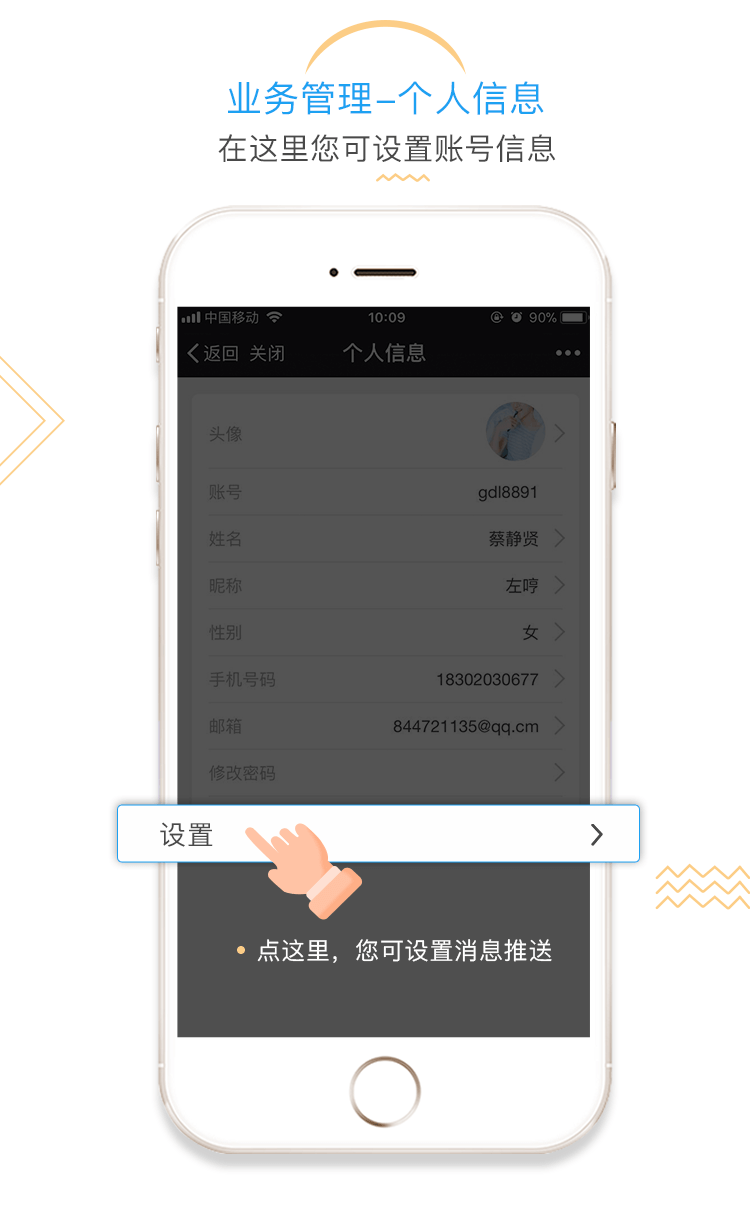 业务管理-个人信息
在这里您可设置账号信息
中国移动 10:09 90%
返回 关闭 个人信息
头像
账号 gdl8891
姓名 蔡静贤
昵称 左哼
性别 女
手机号码 18302030677
邮箱 844721135@qq.cm
修改密码
设置
点这里，您可设置消息推送